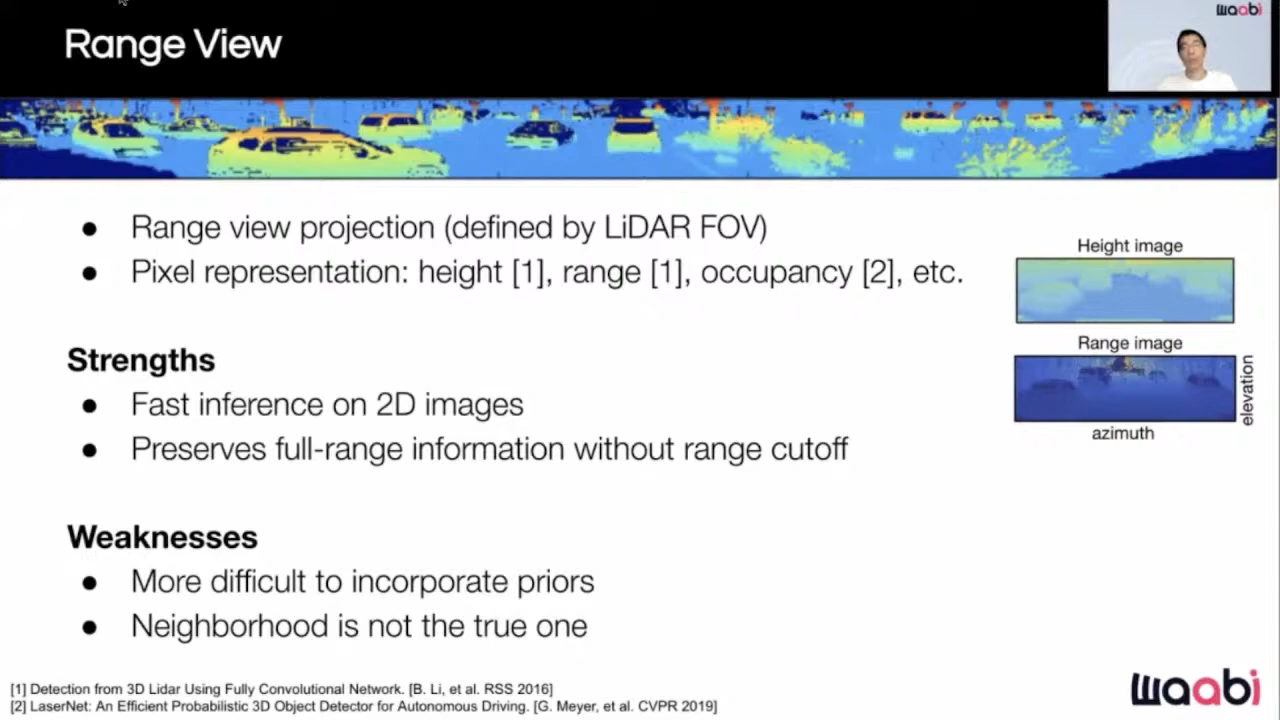 waabi
Range View
● Range view projection (defined by LiDAR FOV)
● Pixel representation: height [1], range [1], occupancy [2], etc.
Height image
Range image
elevation
azimuth
Strengths
● Fast inference on 2D images
● Preserves full-range information without range cutoff
Weaknesses
● More difficult to incorporate priors
● Neighborhood is not the true one
[1] Detection from 3D Lidar Using Fully Convolutional Network. [B. Li, et al. RSS 2016]
[2] LaserNet: An Efficient Probabilistic 3D Object Detector for Autonomous Driving. [G. Meyer, et al. CVPR 2019]
waabi